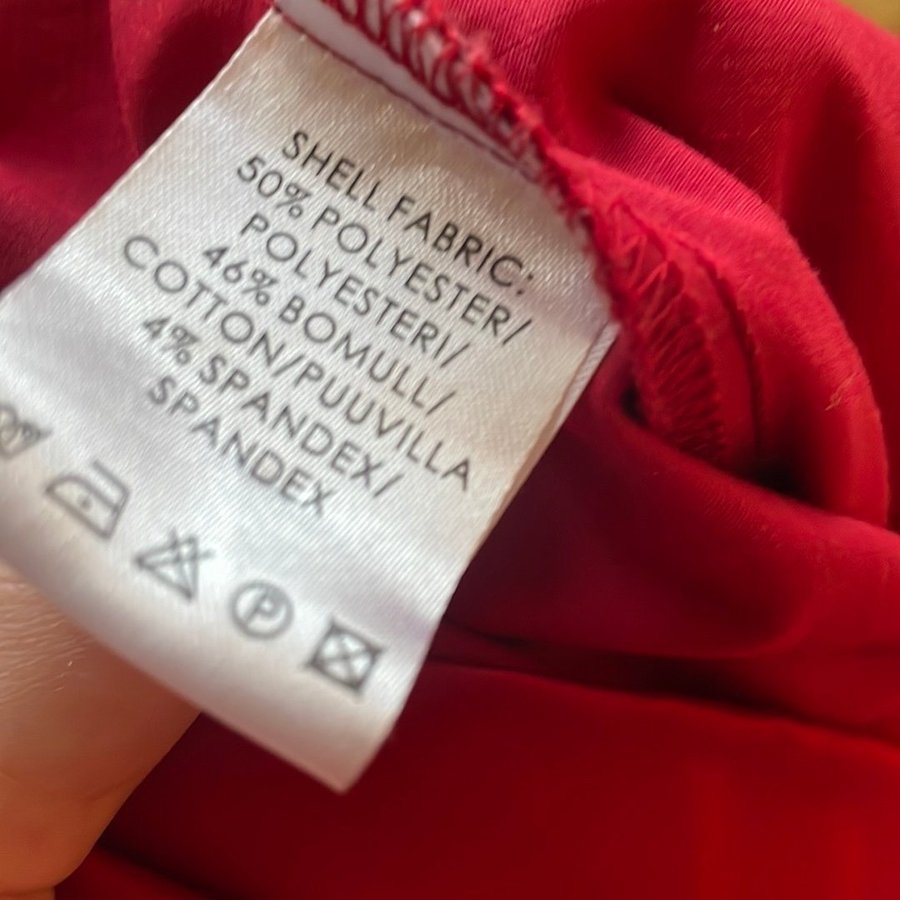 SHELL FABRIC:
50% POLYESTER/
POLYESTERI/
46% BOMULL/
COTTON/PUUVILLA
4% SPANDEX/
SPANDEX
P